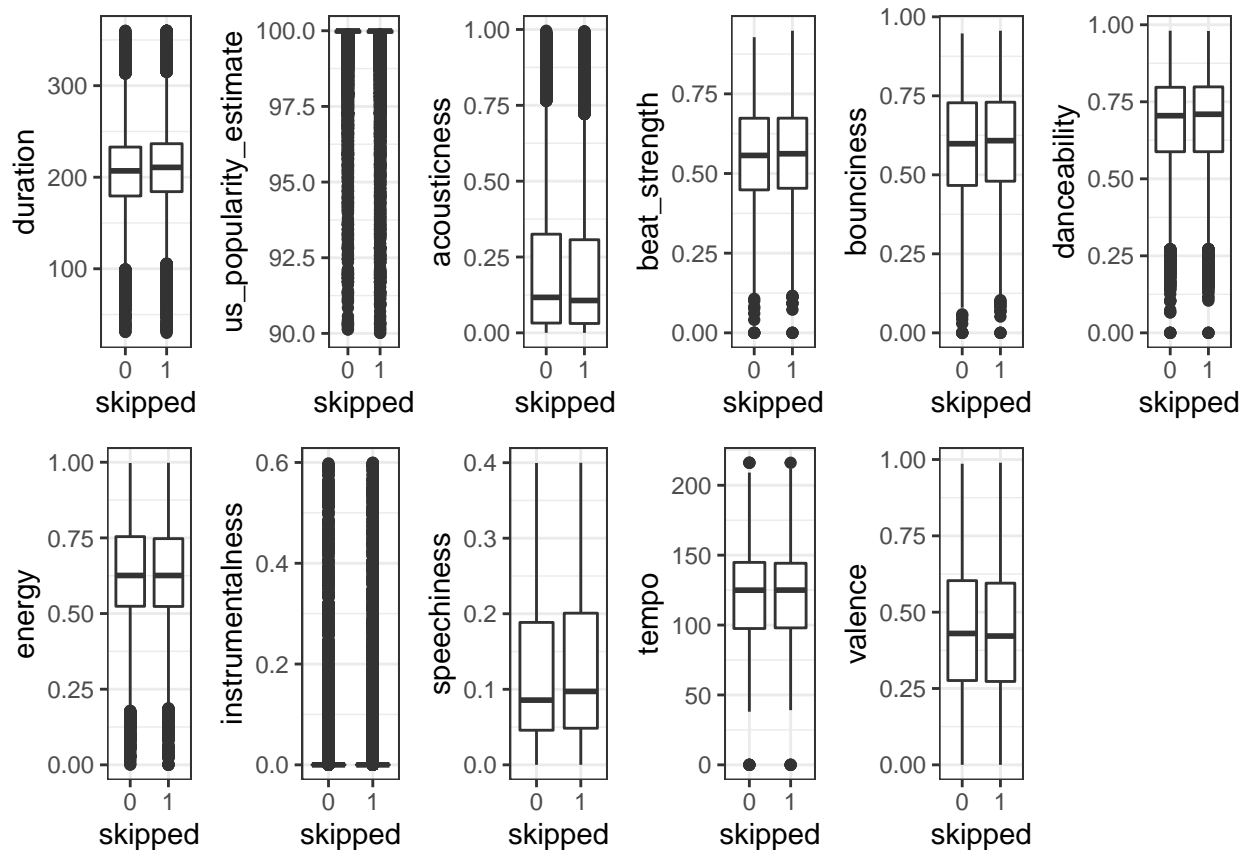 duration
300
200
100
0 1
skipped
us_popularity_estimate
100.0
97.5
95.0
92.5
90.0
0 1
skipped
acousticness
1.00
0.75
0.50
0.25
0.00
0 1
skipped
beat_strength
0.75
0.50
0.25
0.00
0 1
skipped
bounciness
1.00
0.75
0.50
0.25
0.00
0 1
skipped
danceability
1.00
0.75
0.50
0.25
0.00
0 1
skipped
energy
1.00
0.75
0.50
0.25
0.00
0 1
skipped
instrumentalness
0.6
0.4
0.2
0.0
0 1
skipped
speechiness
0.4
0.3
0.2
0.1
0.0
0 1
skipped
tempo
200
150
100
50
0
0 1
skipped
valence
1.00
0.75
0.50
0.25
0.00
0 1
skipped